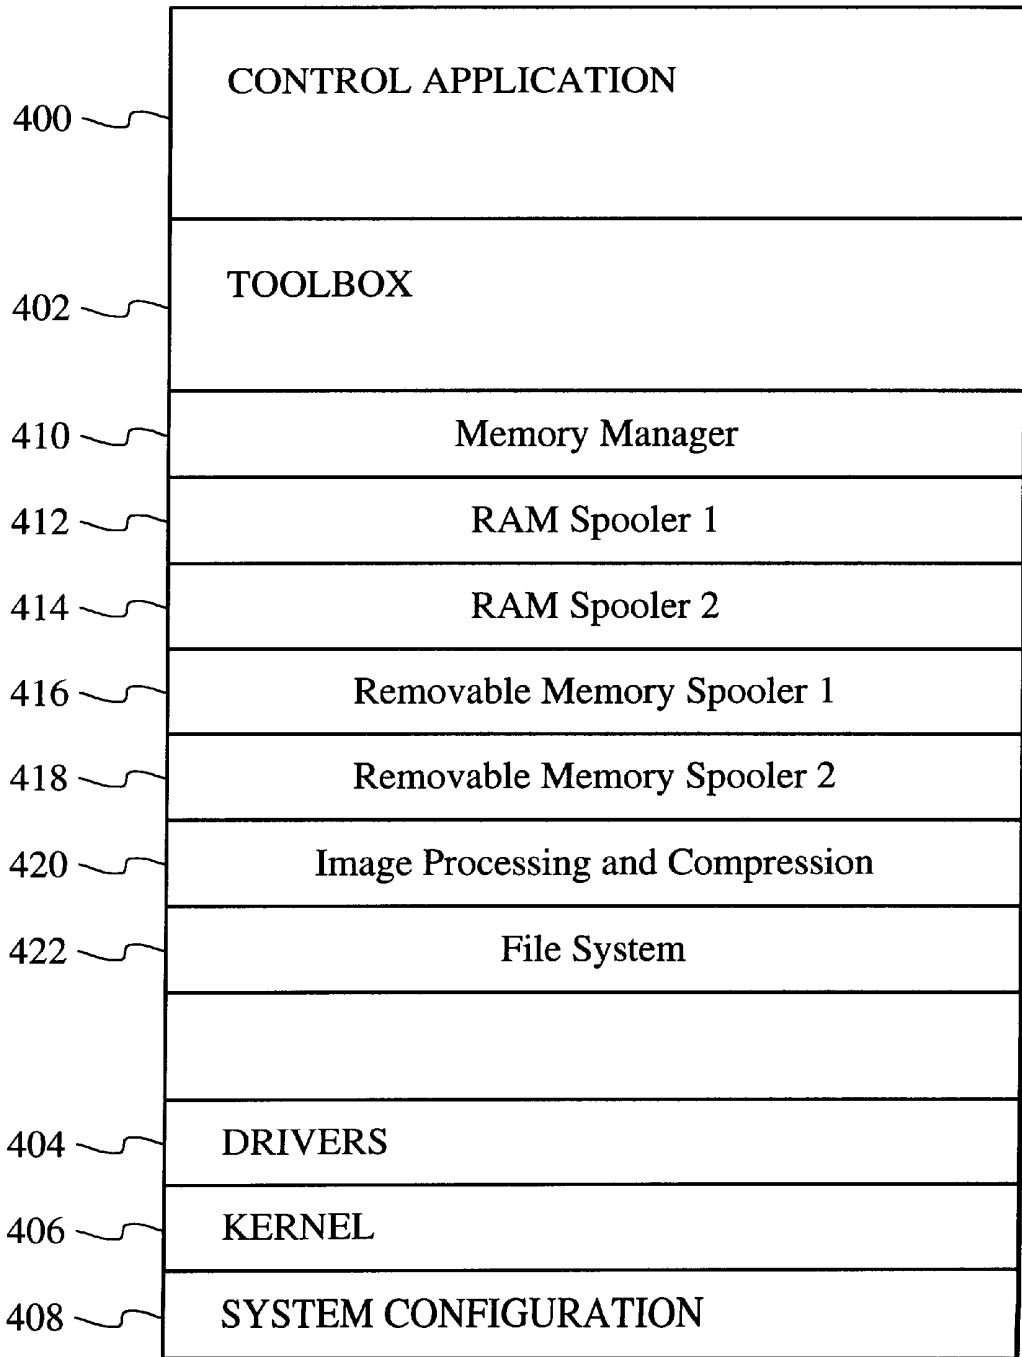 CONTROL APPLICATION
400
TOOLBOX
402
410 Memory Manager
412 RAM Spooler 1
414 RAM Spooler 2
416 Removable Memory Spooler 1
418 Removable Memory Spooler 2
420 Image Processing and Compression
422 File System
404 DRIVERS
406 KERNEL
408 SYSTEM CONFIGURATION